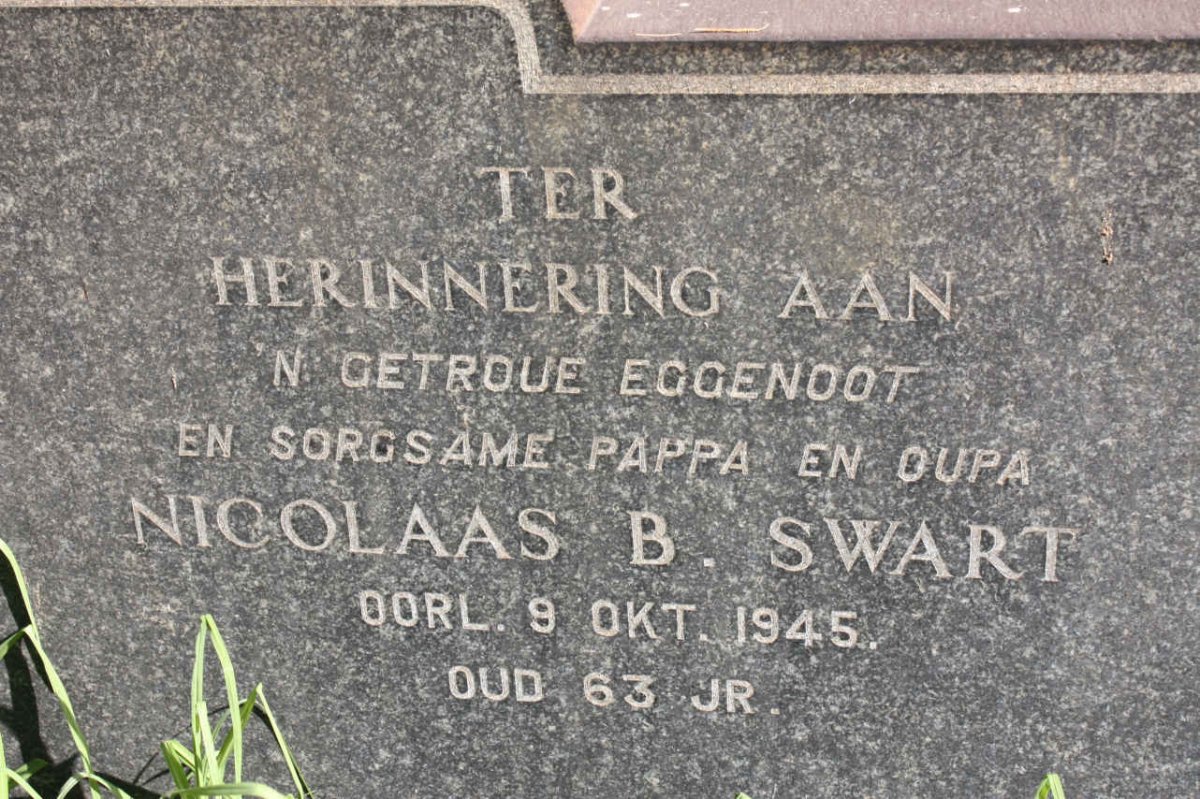 TER
HERINNERING AAN
'N GETROUE EGGENOOT
EN SORGSAME PAPPA EN OUPA
NICOLAAS B. SWART
OORL. 9 OKT. 1945.
OUD 63 JR.